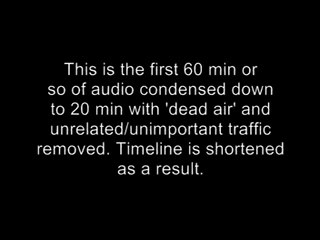 This is the first 60 min or
so of audio condensed down
to 20 min with 'dead air' and
unrelated/unimportant traffic
removed. Timeline is shortened
as a result.